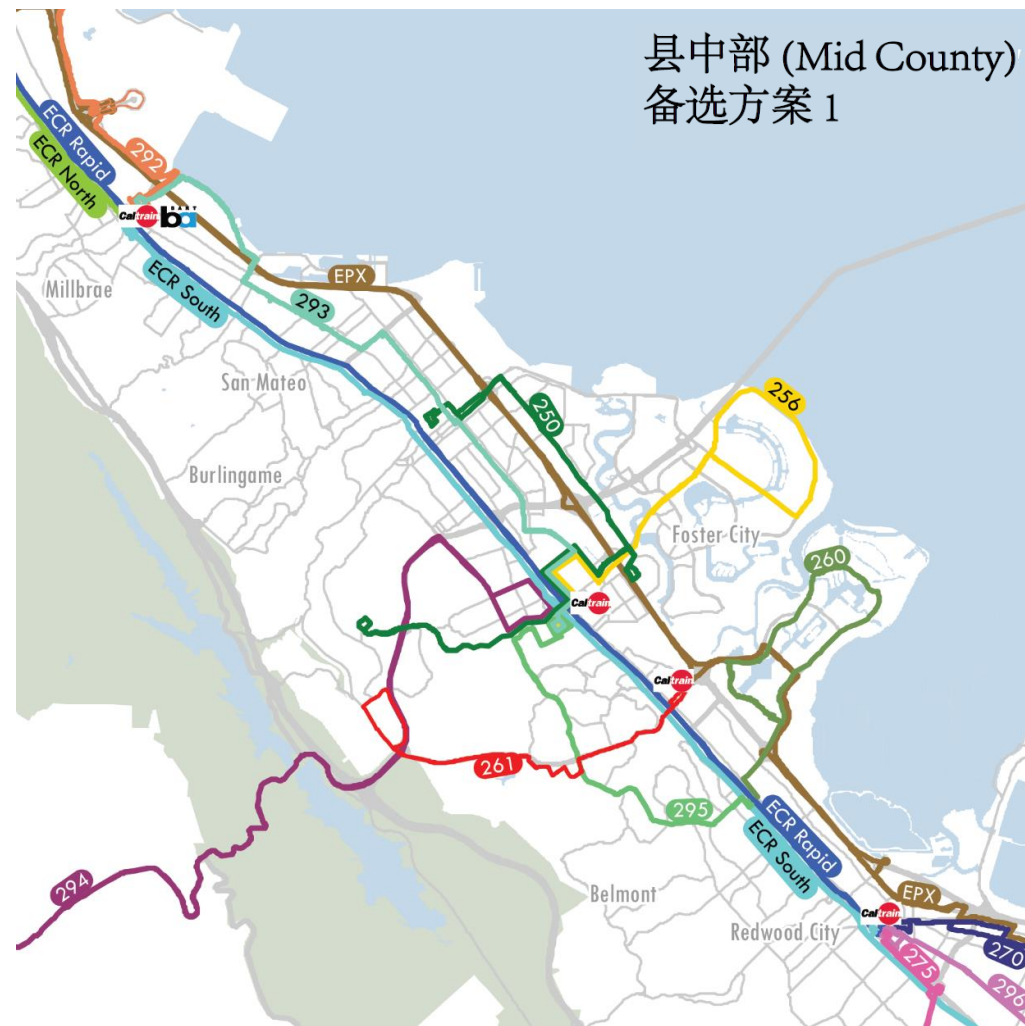 县中部 (Mid County)
备选方案 1
292
ECR Rapid
ECR North
Caltrain
BART
ba
EPX
ECR South
293
Millbrae
San Mateo
256
250
Burlingame
Foster City
260
Caltrain
Caltrain
261
295
ECR Rapid
ECR South
294
Belmont
EPX
Caltrain
Redwood City
270
275
296